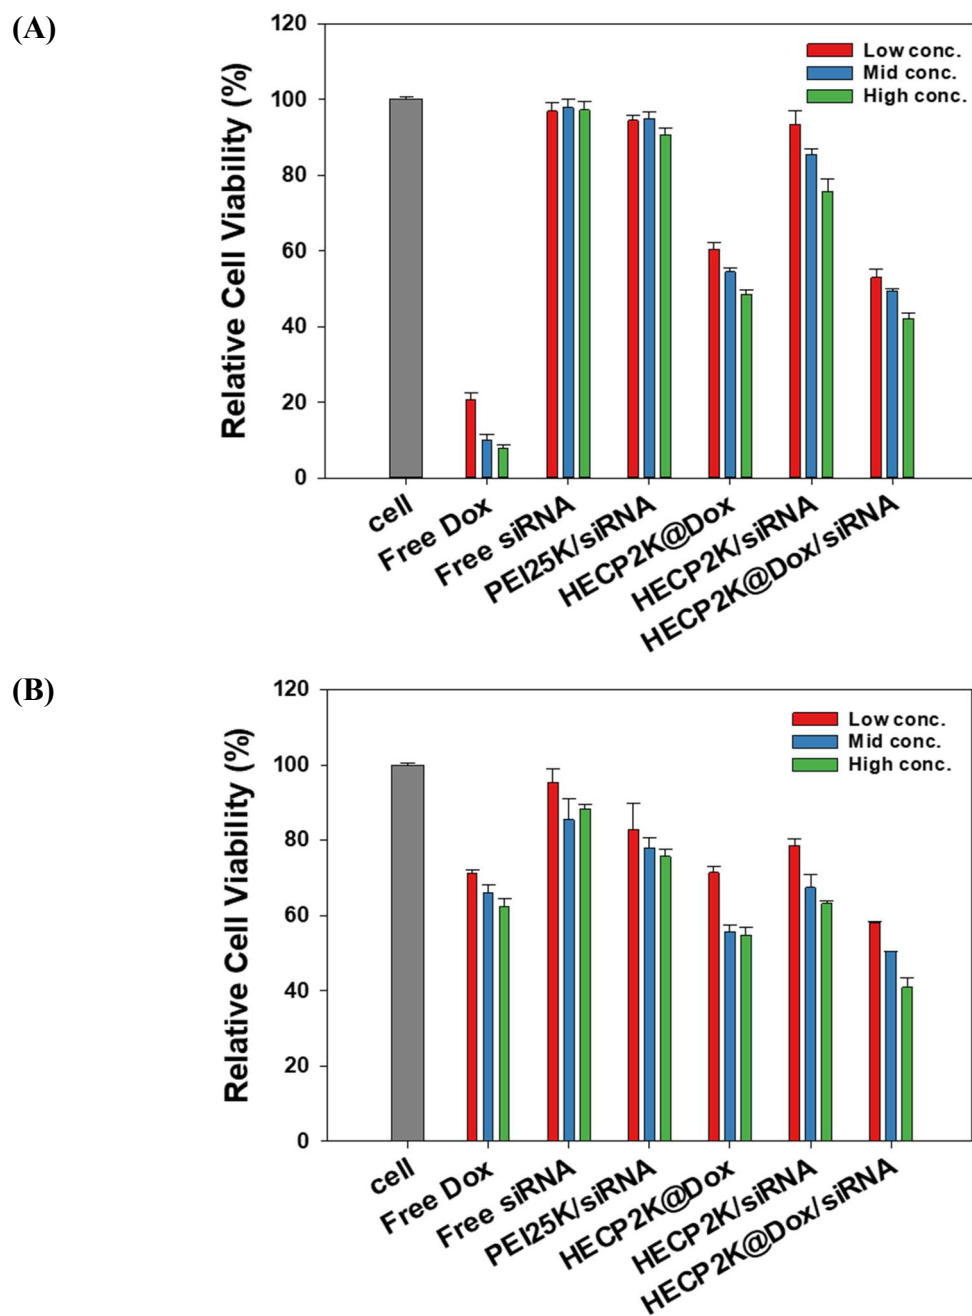 (A)
Relative Cell Viability (%)
120
100
80
60
40
20
0
Low conc.
Mid conc.
High conc.
cell
Free Dox
Free siRNA
PEI25K/siRNA
HECP2K@Dox
HECP2K/siRNA
HECP2K@Dox/siRNA
(B)
Relative Cell Viability (%)
120
100
80
60
40
20
0
Low conc.
Mid conc.
High conc.
cell
Free Dox
Free siRNA
PEI25K/siRNA
HECP2K@Dox
HECP2K/siRNA
HECP2K@Dox/siRNA